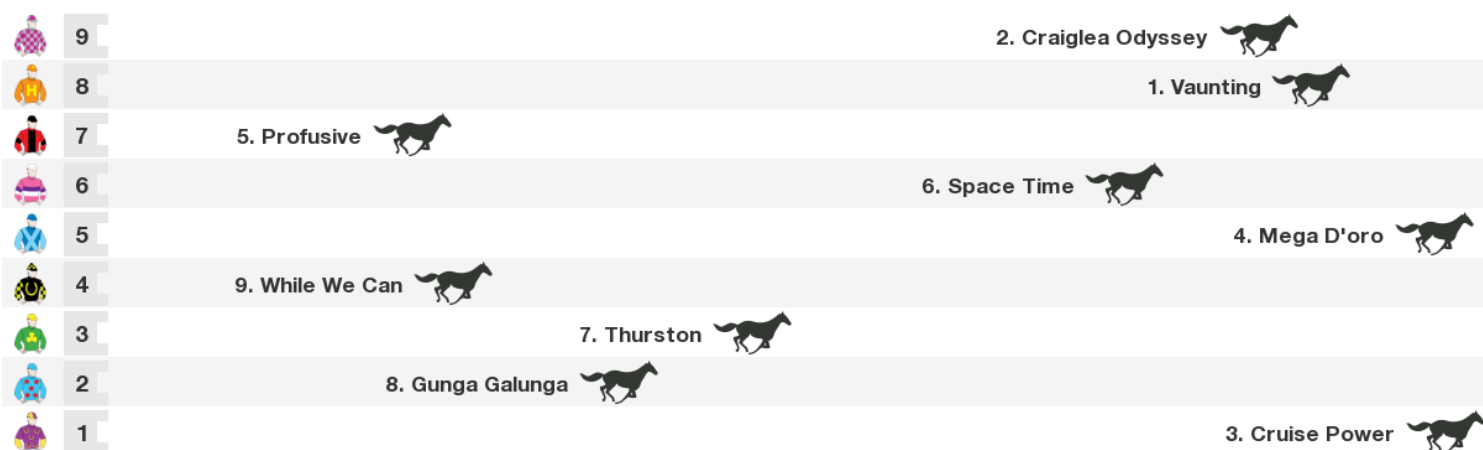 9 2. Craiglea Odyssey
H 8 1. Vaunting
7 5. Profusive
6 6. Space Time
5 4. Mega D'oro
4 9. While We Can
3 7. Thurston
2 8. Gunga Galunga
1 3. Cruise Power